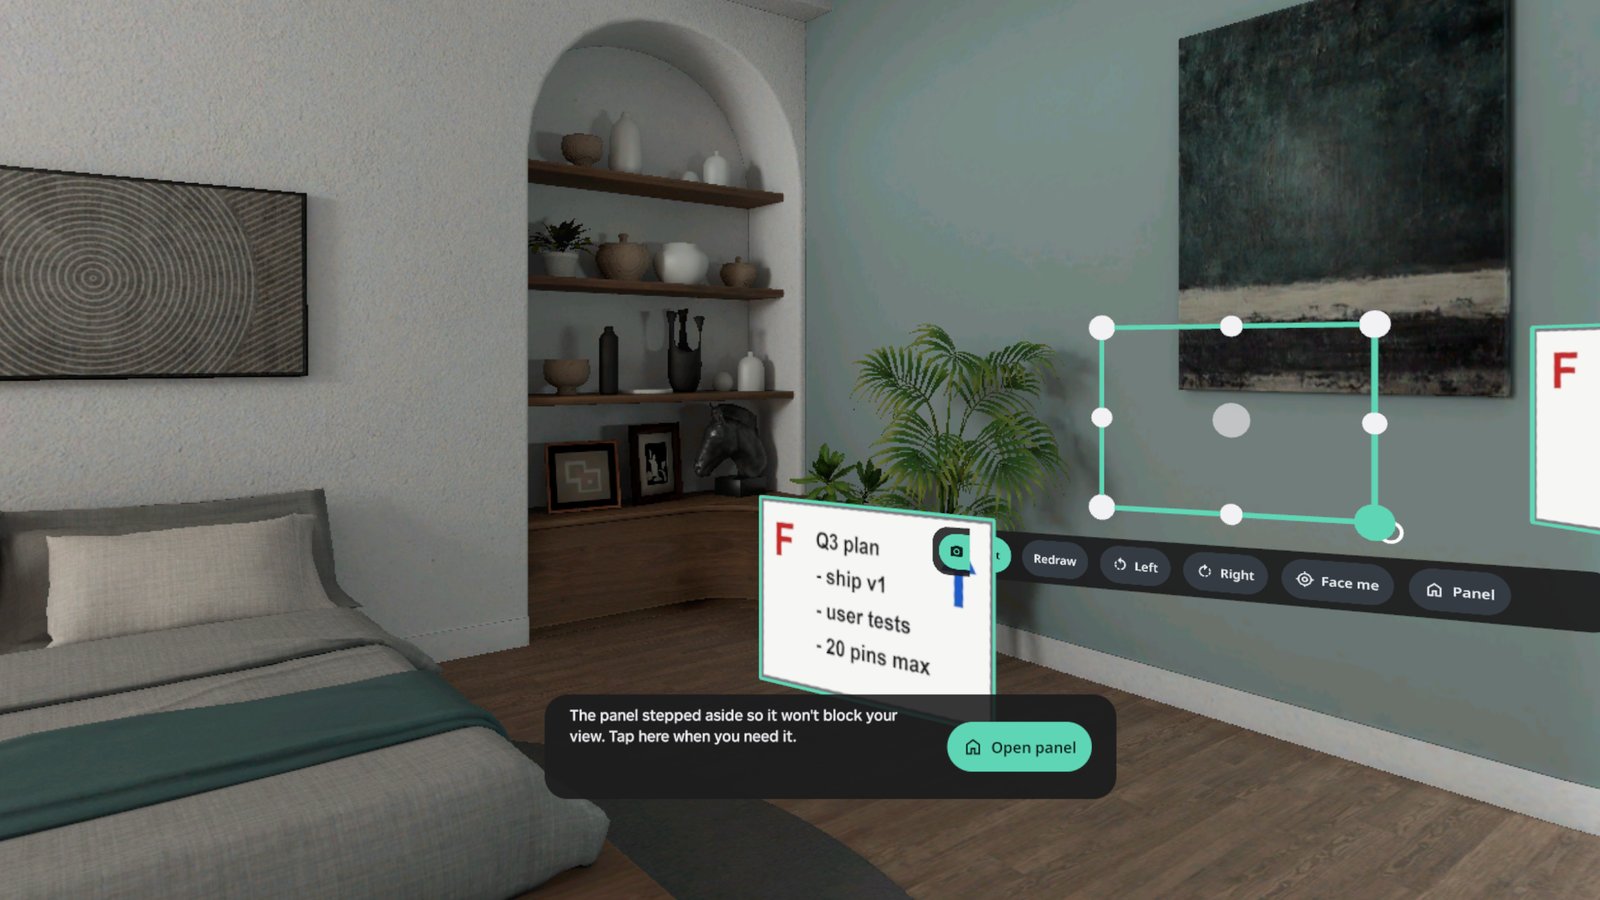 F
Q3 plan
- ship v1
- user tests
- 20 pins max
t
Redraw
Left
Right
Face me
Panel
F
The panel stepped aside so it won't block your
view. Tap here when you need it.
Open panel